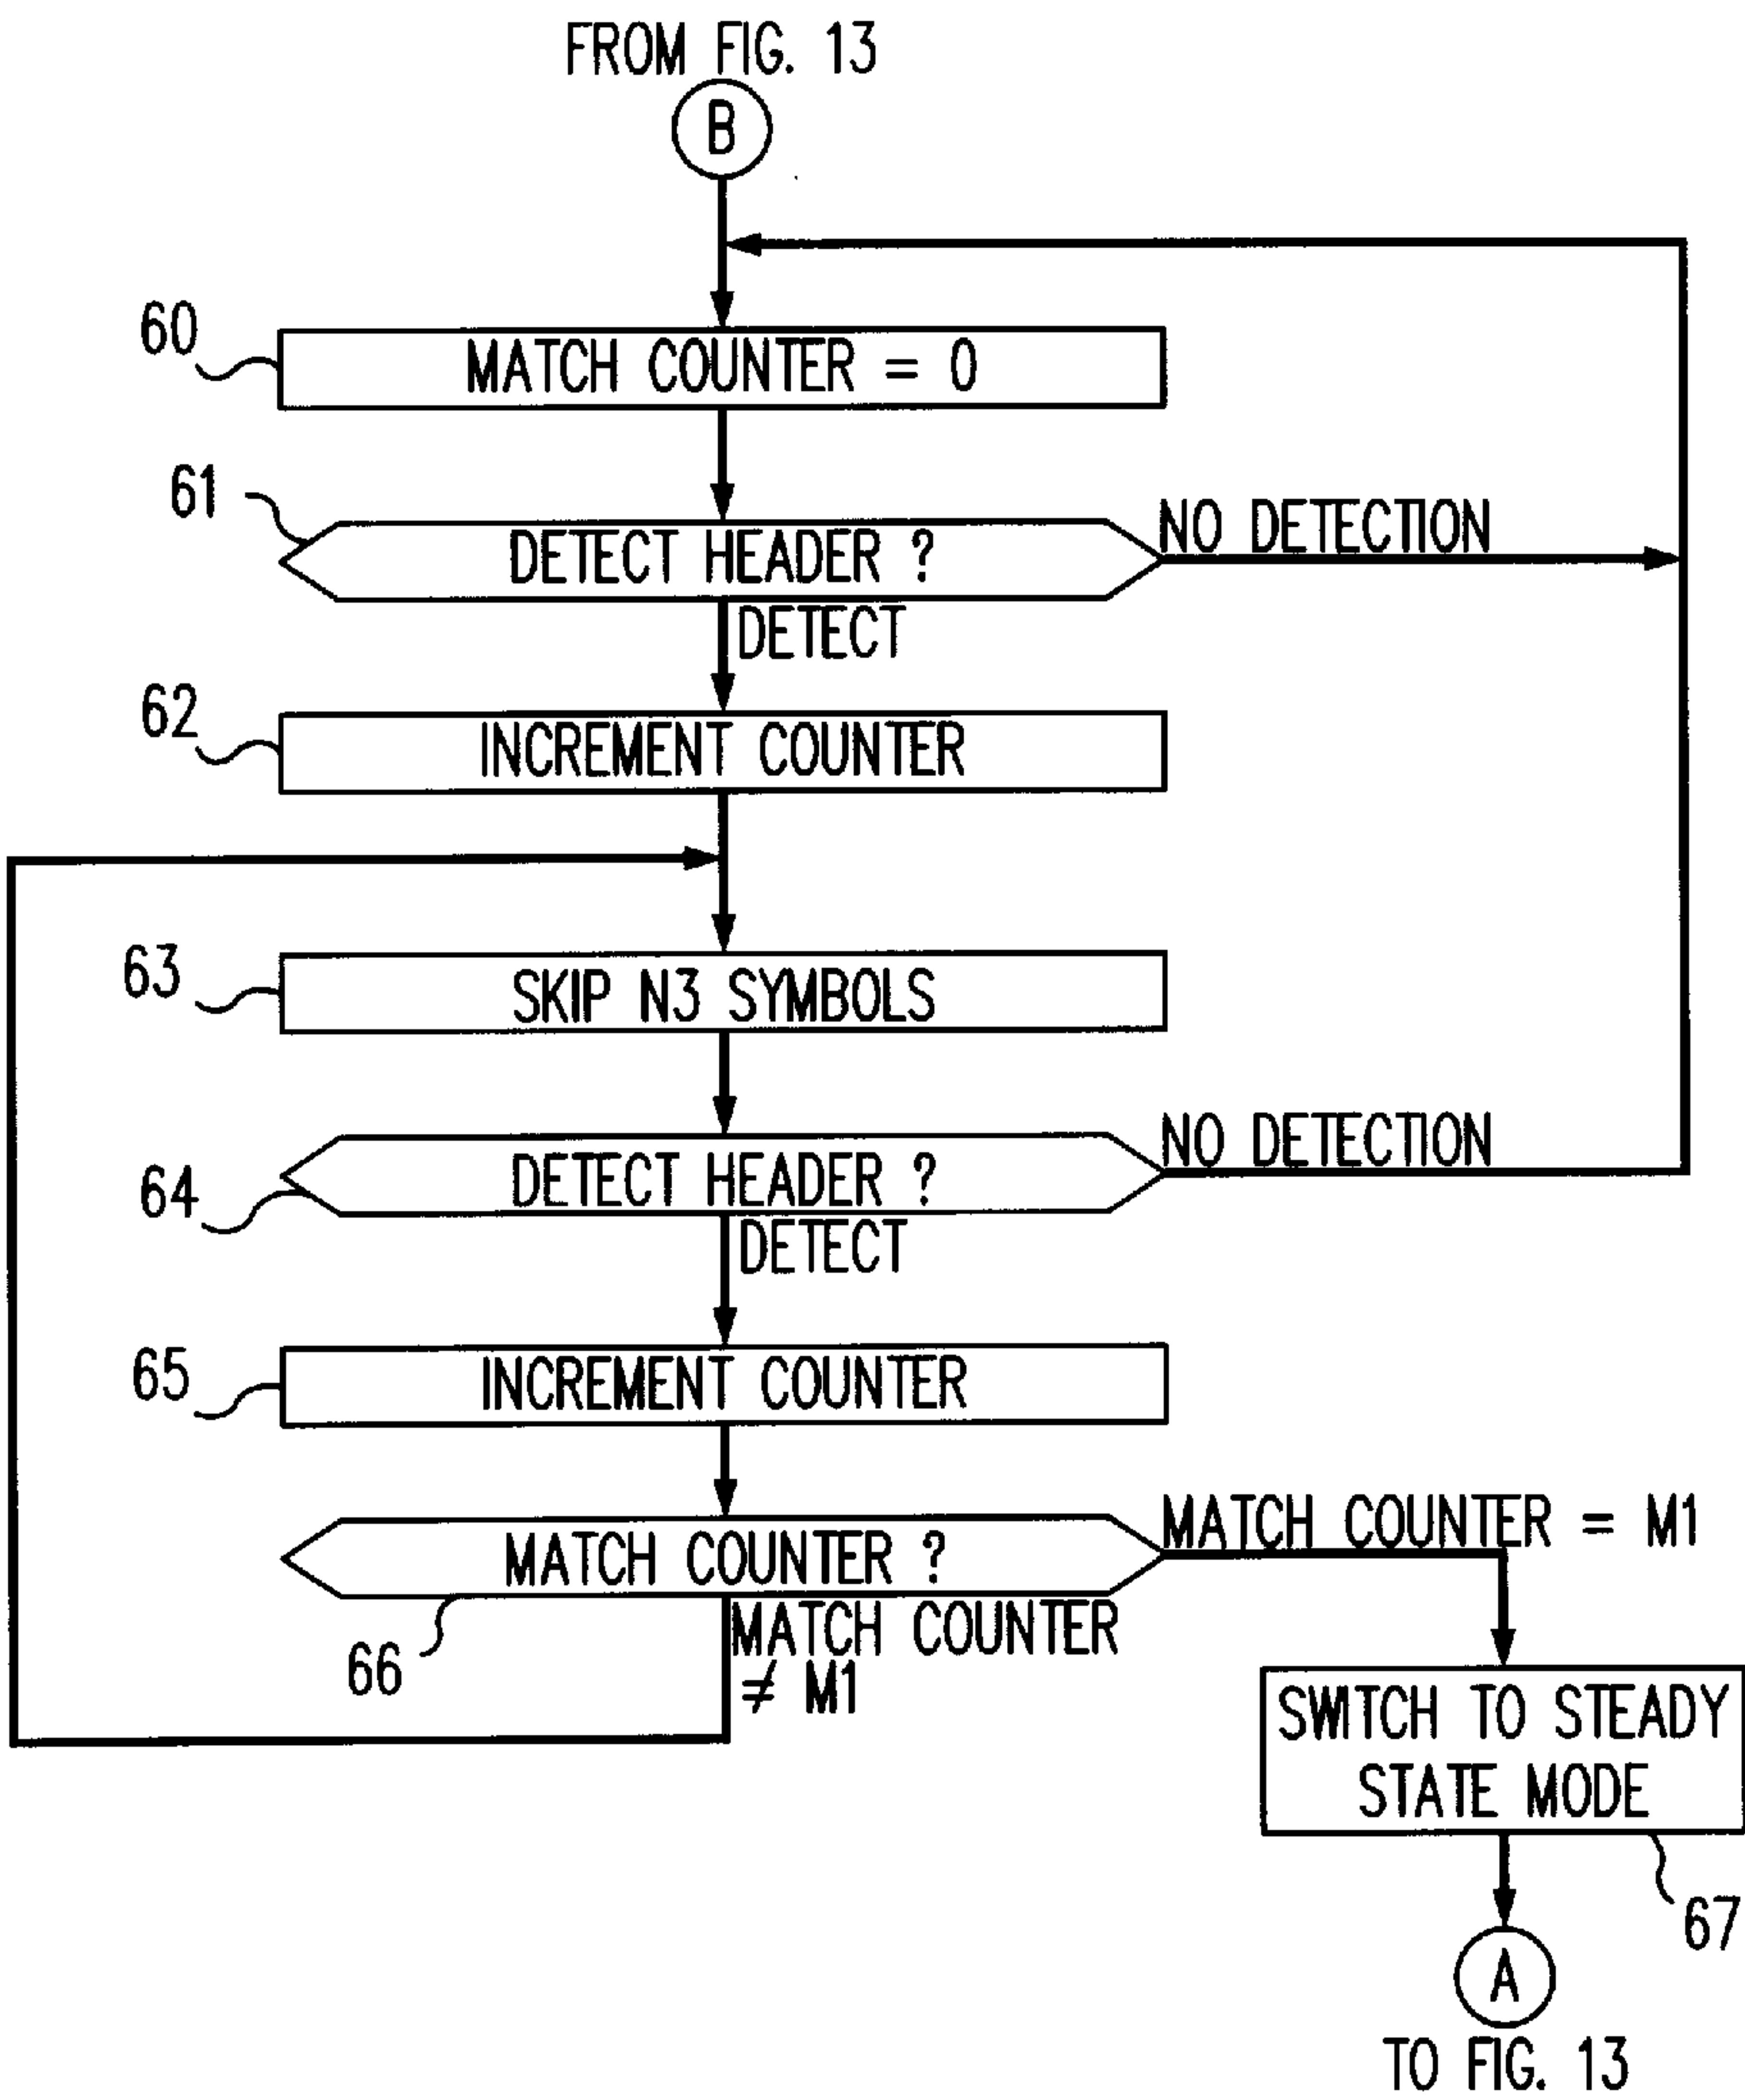 FROM FIG. 13
B
60
MATCH COUNTER = 0
61
DETECT HEADER ?
NO DETECTION
DETECT
62
INCREMENT COUNTER
63
SKIP N3 SYMBOLS
64
DETECT HEADER ?
NO DETECTION
DETECT
65
INCREMENT COUNTER
MATCH COUNTER ?
MATCH COUNTER = M1
66
MATCH COUNTER
≠ M1
SWITCH TO STEADY
STATE MODE
67
A
TO FIG. 13